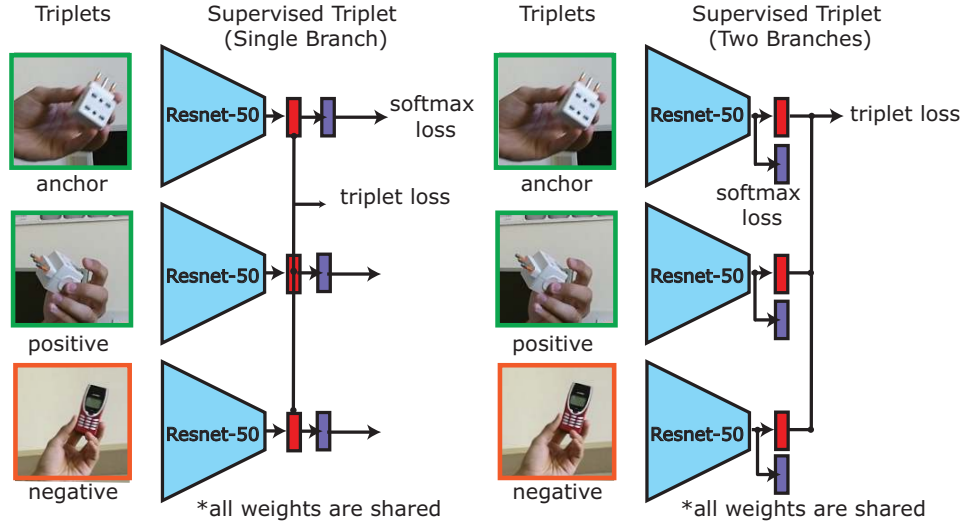 Triplets
Supervised Triplet
(Single Branch)
Resnet-50
softmax
loss
anchor
triplet loss
Resnet-50
positive
Resnet-50
negative
*all weights are shared
Triplets
Supervised Triplet
(Two Branches)
Resnet-50
triplet loss
anchor
softmax
loss
Resnet-50
positive
Resnet-50
negative
*all weights are shared